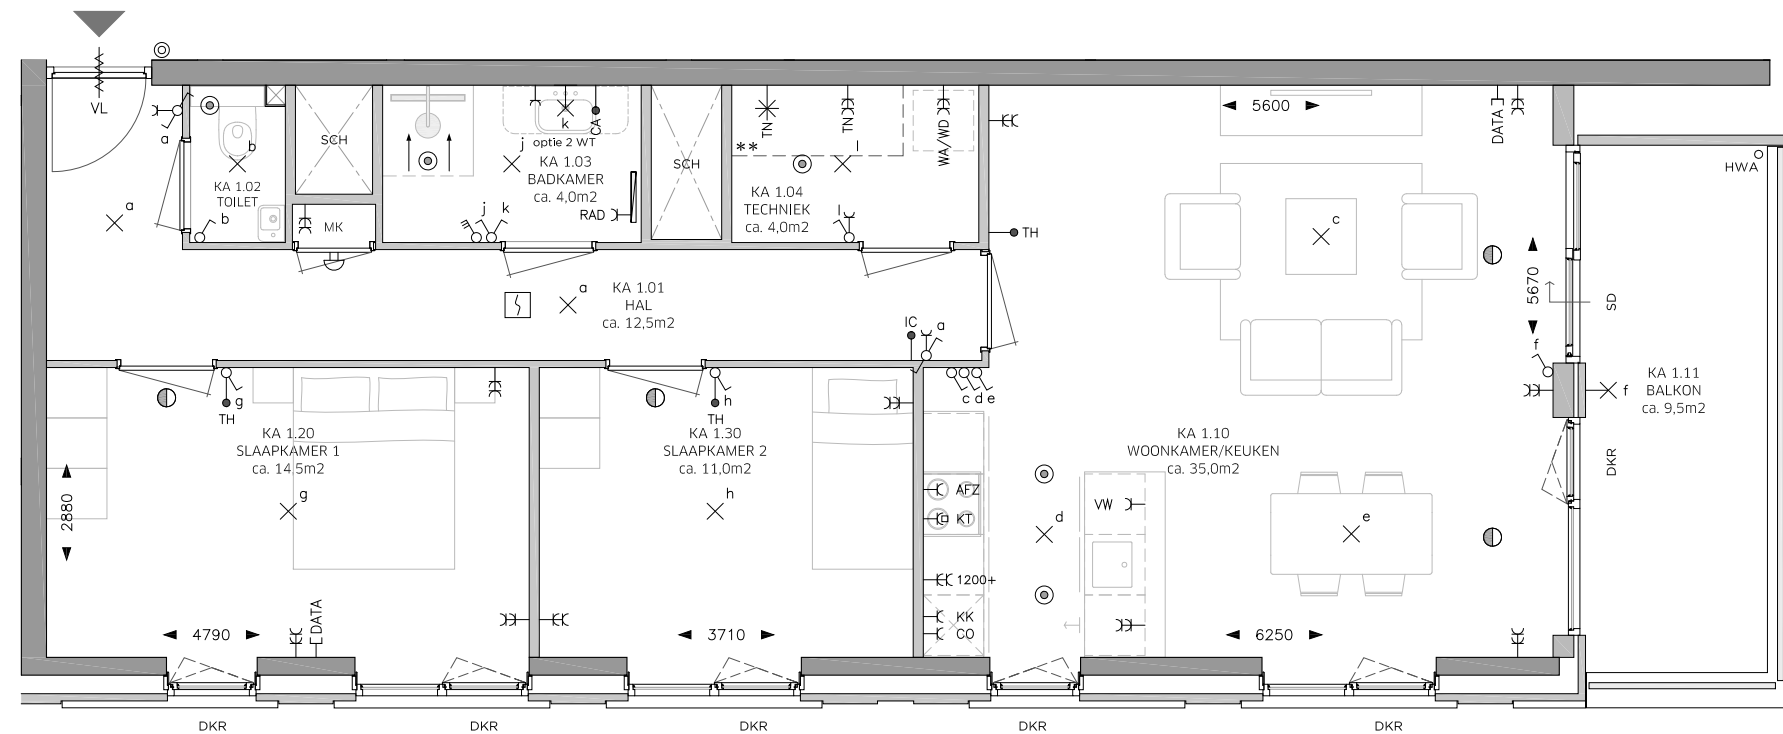 VL
a
b
KA 1.02
TOILET
b
a
SCH
MK
j
k
optie 2 WT
CA
KA 1.03
BADKAMER
ca. 4,0m2
RAD
j
k
SCH
**
TN
TN
WA/WD
l
KA 1.04
TECHNIEK
ca. 4,0m2
l
TH
5600
DATA
c
5670
SD
HWA
a
KA 1.01
HAL
ca. 12,5m2
IC
a
c
d
e
f
f
KA 1.11
BALKON
ca. 9,5m2
g
TH
h
TH
KA 1.20
SLAAPKAMER 1
ca. 14,5m2
g
2880
KA 1.30
SLAAPKAMER 2
ca. 11,0m2
h
KA 1.10
WOONKAMER/KEUKEN
ca. 35,0m2
DKR
AFZ
KT
1200+
KK
CO
d
VW
e
4790
DATA
3710
6250
DKR
DKR
DKR
DKR
DKR